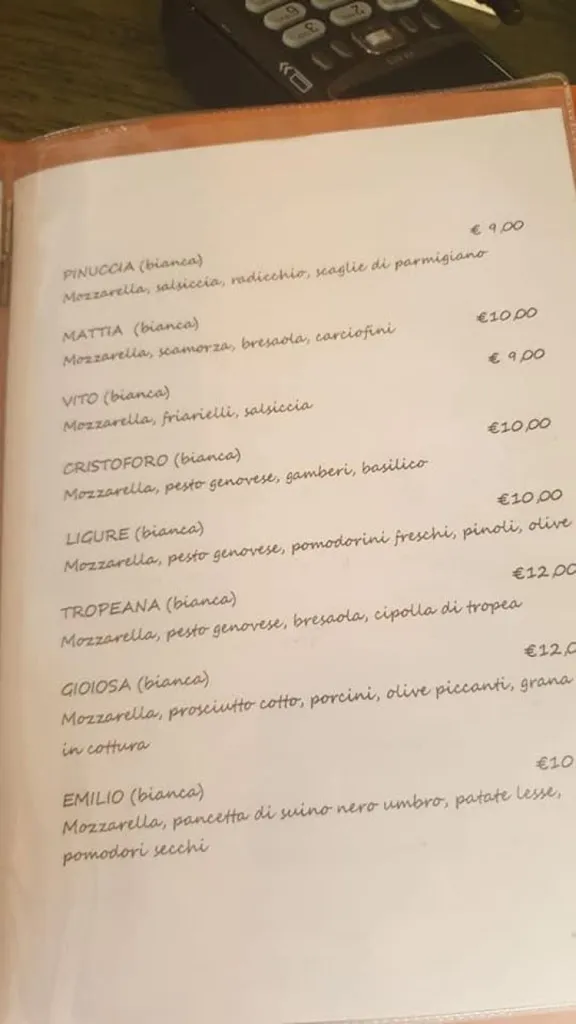 € 9,00
PINUCCIA (bianca)
Mozzarella, salsiccia, radicchio, scaglie di parmigiano
€10,00
MATTIA (bianca)
Mozzarella, scamorza, bresaola, carciofini
€ 9,00
VITO (bianca)
Mozzarella, friarielli, salsiccia
€10,00
CRISTOFORO (bianca)
Mozzarella, pesto genovese, gamberi, basilico
€10,00
LIGURE (bianca)
Mozzarella, pesto genovese, pomodorini freschi, pinoli, olive
€12,00
TROPEANA (bianca)
Mozzarella, pesto genovese, bresaola, cipolla di tropea
€12,0
GIOIOSA (bianca)
Mozzarella, prosciutto cotto, porcini, olive piccanti, grana
in cottura
€10
EMILIO (bianca)
Mozzarella, pancetta di suino nero umbro, patate lesse,
pomodori secchi